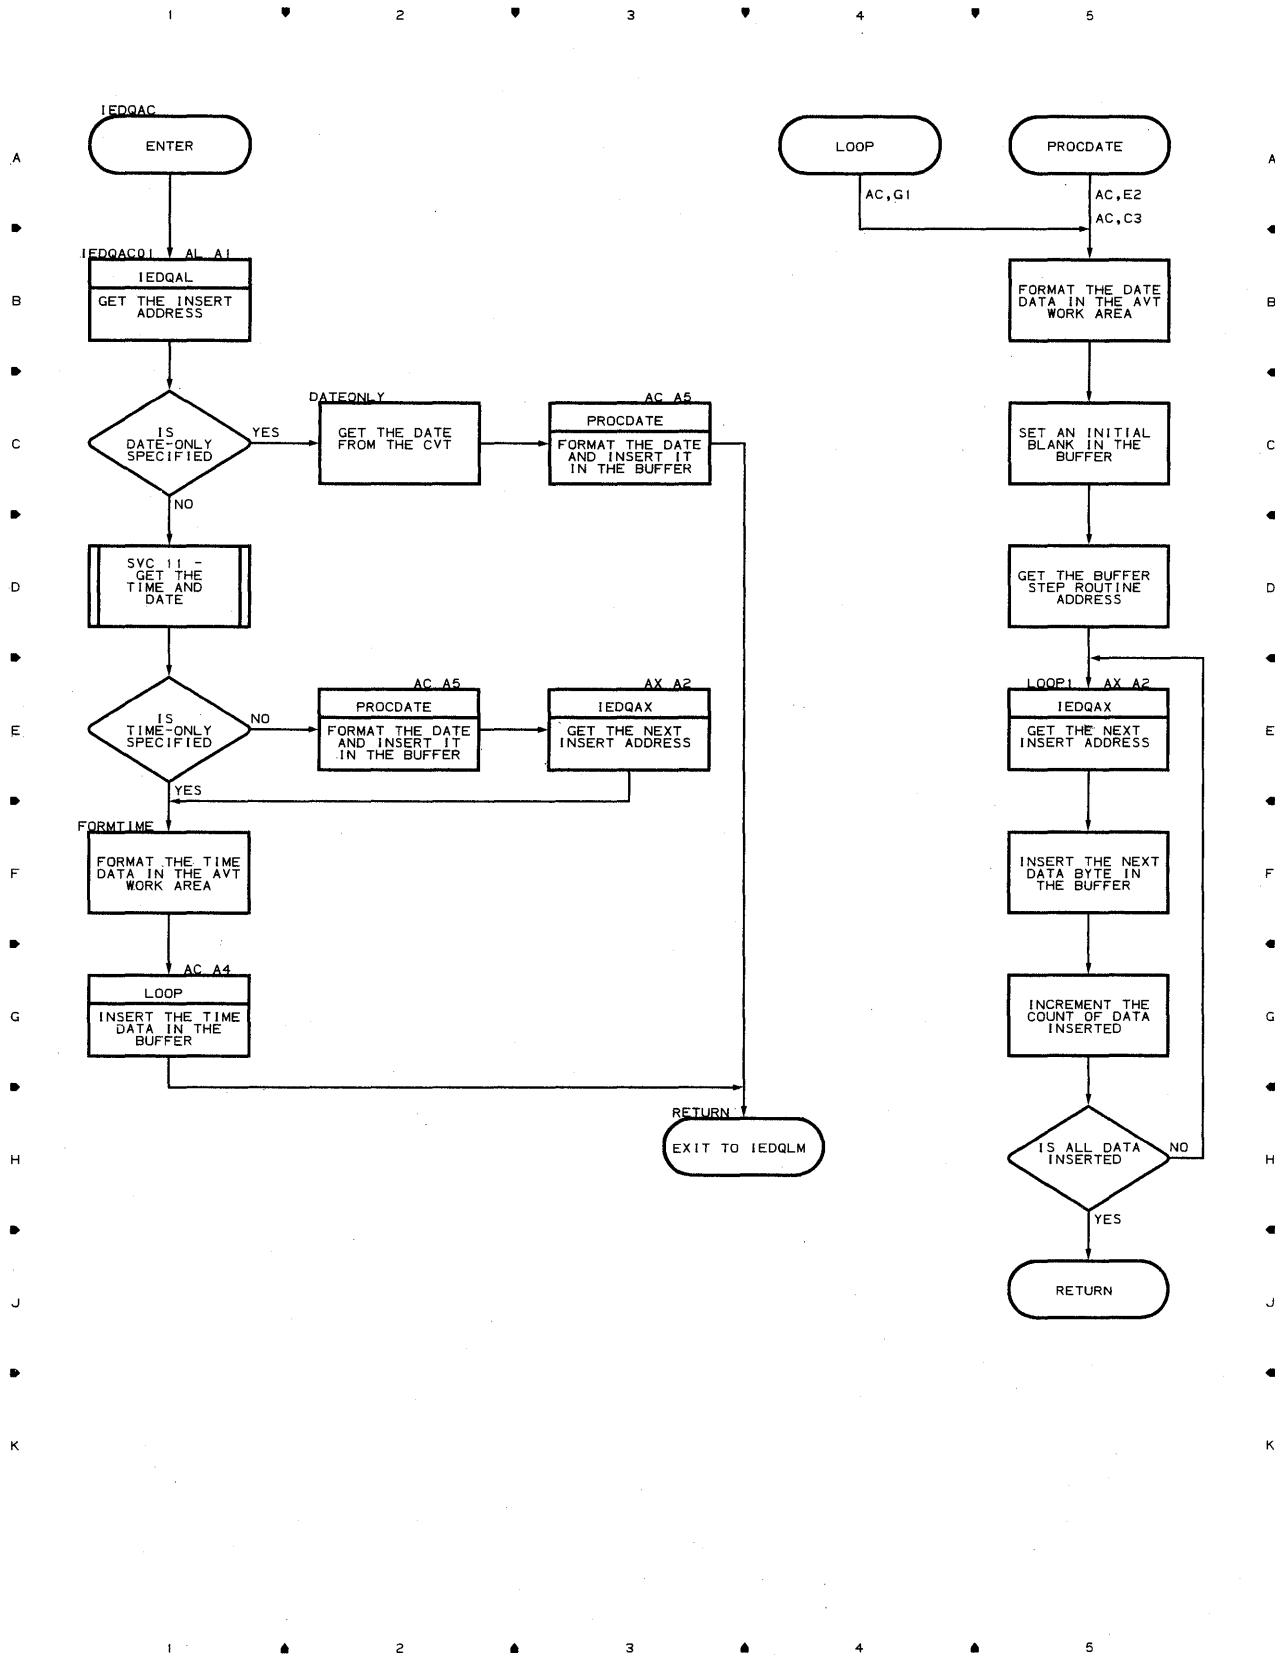 1 2 3 4 5
IEDQAC
ENTER
LOOP
PROCDATE
A A
AC,G1
AC,E2
AC,C3
IEDQAC01 AL A1
IEDQAL
GET THE INSERT
ADDRESS
FORMAT THE DATE
DATA IN THE AVT
WORK AREA
B B
IS
DATE-ONLY
SPECIFIED
YES
NO
DATEONLY
GET THE DATE
FROM THE CVT
AC A5
PROCDATE
FORMAT THE DATE
AND INSERT IT
IN THE BUFFER
SET AN INITIAL
BLANK IN THE
BUFFER
C C
SVC 11 -
GET THE
TIME AND
DATE
GET THE BUFFER
STEP ROUTINE
ADDRESS
D D
IS
TIME-ONLY
SPECIFIED
NO
YES
AC A5
PROCDATE
FORMAT THE DATE
AND INSERT IT
IN THE BUFFER
AX A2
IEDQAX
GET THE NEXT
INSERT ADDRESS
LOOP1 AX A2
IEDQAX
GET THE NEXT
INSERT ADDRESS
E E
FORMTIME
FORMAT THE TIME
DATA IN THE AVT
WORK AREA
INSERT THE NEXT
DATA BYTE IN
THE BUFFER
F F
AC A4
LOOP
INSERT THE TIME
DATA IN THE
BUFFER
INCREMENT THE
COUNT OF DATA
INSERTED
G G
RETURN
EXIT TO IEDQLM
IS ALL DATA
INSERTED
NO
YES
H H
RETURN
J J
K K
1 2 3 4 5